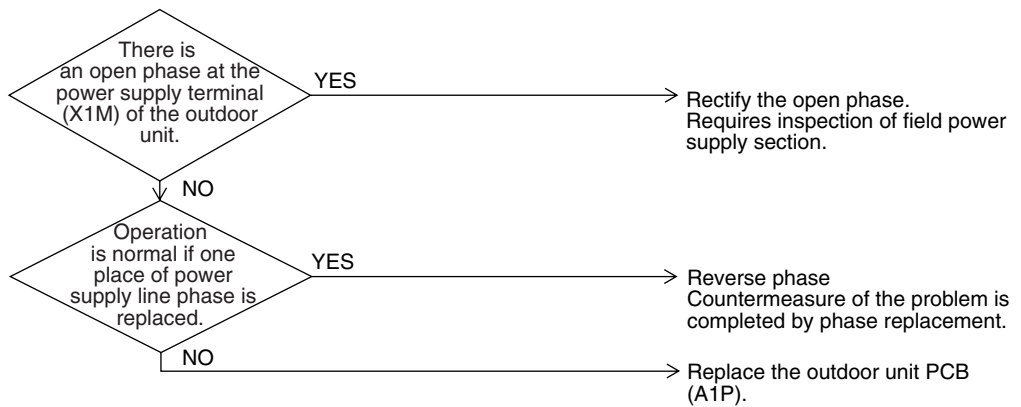 There is
an open phase at the
power supply terminal
(X1M) of the outdoor
unit.
YES
Rectify the open phase.
Requires inspection of field power
supply section.
NO
Operation
is normal if one
place of power
supply line phase is
replaced.
YES
Reverse phase
Countermeasure of the problem is
completed by phase replacement.
NO
Replace the outdoor unit PCB
(A1P).